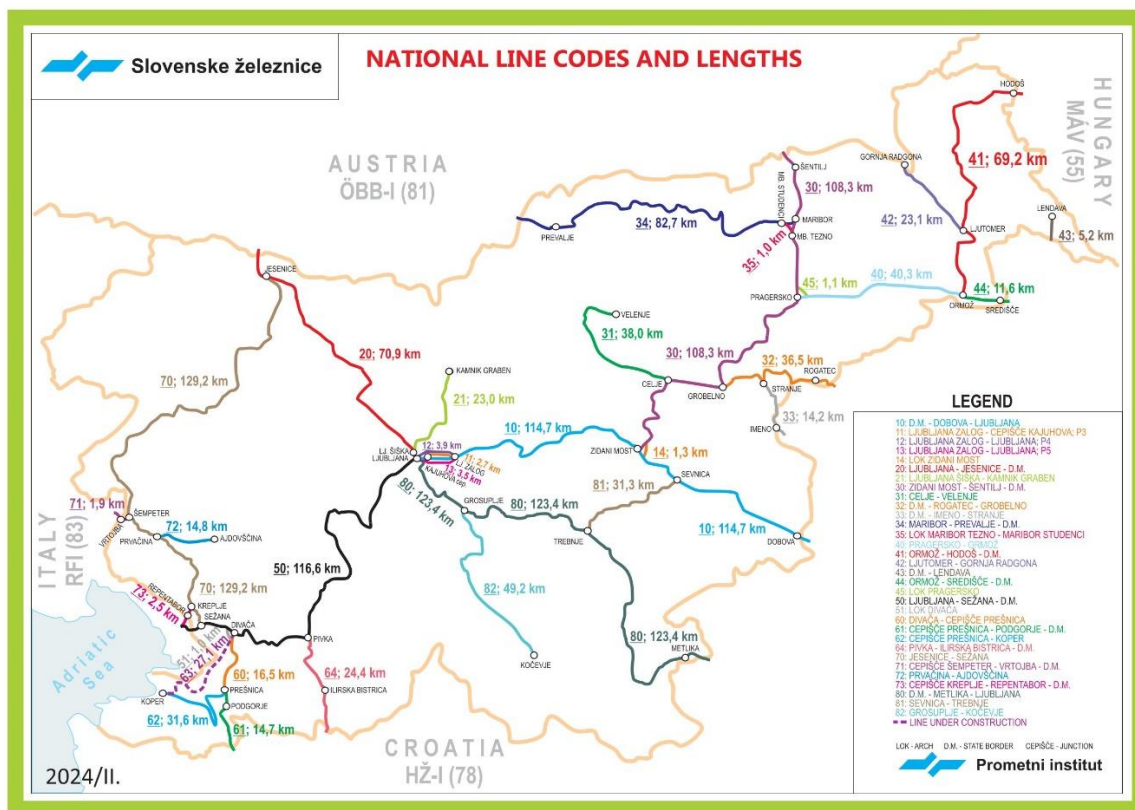 Slovenske železnice
NATIONAL LINE CODES AND LENGTHS
HUNGARY
MÁV (55)
AUSTRIA
ÖBB-I (81)
HODOŠ
41; 69,2 km
GORNJA RADGONA
ŠENTILJ
MB. STUDENCI
30; 108,3 km
42; 23,1 km
LENDAVA
43; 5,2 km
34; 82,7 km
PREVALJE
MARIBOR
MB. TEZNO
35; 1,0 km
LJUTOMER
JESENICE
45; 1,1 km
40; 40,3 km
PRAGERSKO
44; 11,6 km
ORMOŽ
SREDIŠČE
VELENJE
31; 38,0 km
20; 70,9 km
30; 108,3 km
32; 36,5 km
ROGATEC
70; 129,2 km
KAMNIK GRABEN
21; 23,0 km
CELJE
GROBELNO
STRANJE
33; 14,2 km
IMENO
10; 114,7 km
LJ. ŠIŠKA
LJUBLJANA
12; 3,9 km
11; 2,7 km
LJ. ZALOG
KAJUHOVA cep.
13; 3,5 km
ZIDANI MOST
14; 1,3 km
81; 31,3 km
SEVNICA
80; 123,4 km
GROSUPLJE
80; 123,4 km
TREBNJE
10; 114,7 km
DOBOVA
71; 1,9 km
ŠEMPETER
VRTOJBA
72; 14,8 km
PRVAČINA
AJDOVŠČINA
ITALY
RFI (83)
50; 116,6 km
70; 129,2 km
82; 49,2 km
REPENTABOR
73; 2,5 km
KREPLJE
SEŽANA
DIVAČA
PIVKA
KOČEVJE
80; 123,4 km
METLIKA
Adriatic
Sea
63; 27,1 km
60; 16,5 km
64; 24,4 km
PREŠNICA
ILIRSKA BISTRICA
KOPER
PODGORJE
62; 31,6 km
61; 14,7 km
CROATIA
HŽ-I (78)
2024/II.
LEGEND
10: D.M. - DOBOVA - LJUBLJANA
11: LJUBLJANA ZALOG - CEPIŠČE KAJUHOVA; P3
12: LJUBLJANA ZALOG - LJUBLJANA; P4
13: LJUBLJANA ZALOG - LJUBLJANA; P5
14: LOK ZIDANI MOST
20: LJUBLJANA - JESENICE - D.M.
21: LJUBLJANA ŠIŠKA - KAMNIK GRABEN
30: ZIDANI MOST - ŠENTILJ - D.M.
31: CELJE - VELENJE
32: D.M. - ROGATEC - GROBELNO
33: D.M. - IMENO - STRANJE
34: MARIBOR - PREVALJE - D.M.
35: LOK MARIBOR TEZNO - MARIBOR STUDENCI
40: PRAGERSKO - ORMOŽ
41: ORMOŽ - HODOŠ - D.M.
42: LJUTOMER - GORNJA RADGONA
43: D.M. - LENDAVA
44: ORMOŽ - SREDIŠČE - D.M.
45: LOK PRAGERSKO
50: LJUBLJANA - SEŽANA - D.M.
51: LOK DIVAČA
60: DIVAČA - CEPIŠČE PREŠNICA
61: CEPIŠČE PREŠNICA - PODGORJE - D.M.
62: CEPIŠČE PREŠNICA - KOPER
64: PIVKA - ILIRSKA BISTRICA - D.M.
70: JESENICE - SEŽANA
71: CEPIŠČE ŠEMPETER - VRTOJBA - D.M.
72: PRVAČINA - AJDOVŠČINA
73: CEPIŠČE KREPLJE - REPENTABOR - D.M.
80: D.M. - METLIKA - LJUBLJANA
81: SEVNICA - TREBNJE
82: GROSUPLJE - KOČEVJE
LINE UNDER CONSTRUCTION
LOK - ARCH D.M. - STATE BORDER CEPIŠČE - JUNCTION
Prometni institut